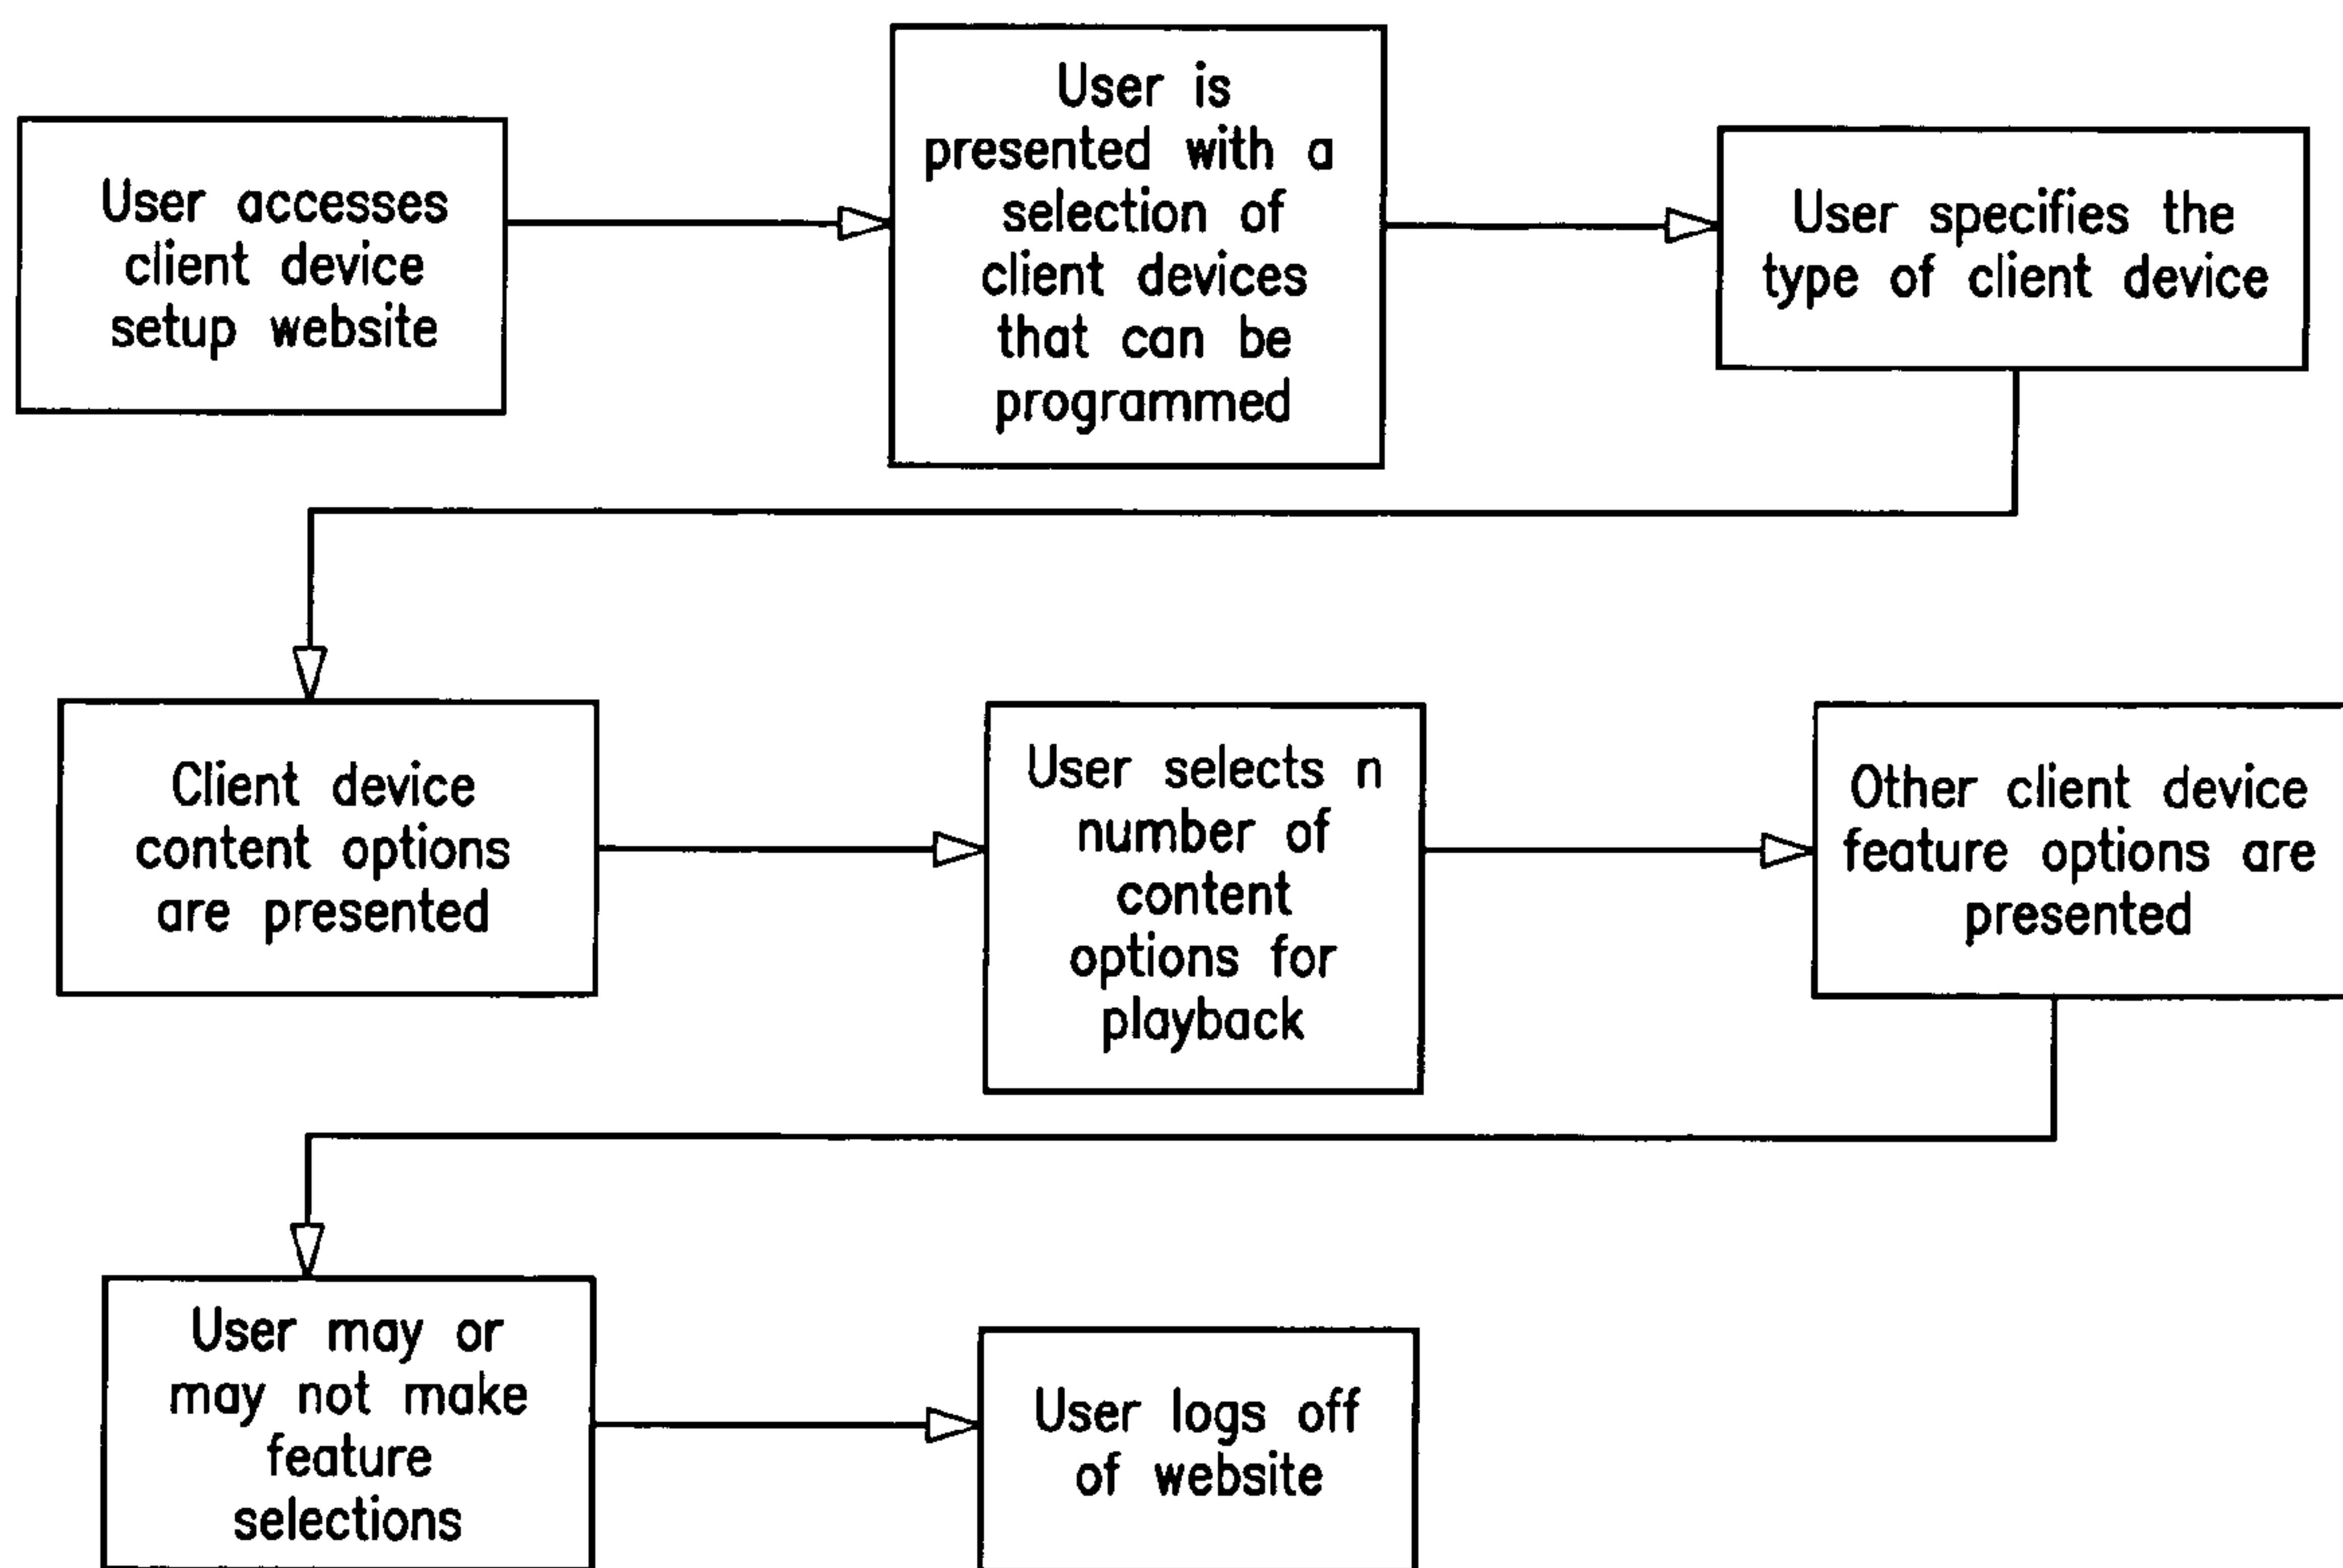 User accesses
client device
setup website
User is
presented with a
selection of
client devices
that can be
programmed
User specifies the
type of client device
Client device
content options
are presented
User selects n
number of
content
options for
playback
Other client device
feature options are
presented
User may or
may not make
feature
selections
User logs off
of website